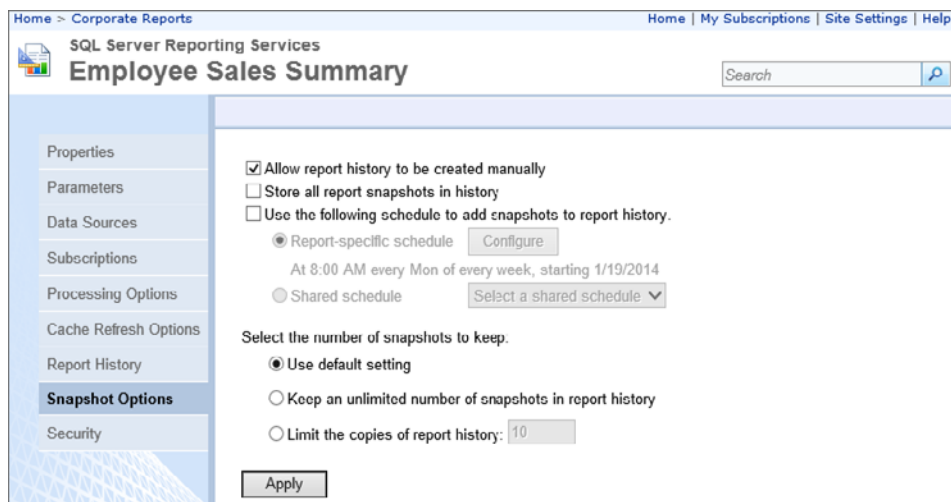 Home > Corporate Reports
Home | My Subscriptions | Site Settings | Help
SQL Server Reporting Services
Employee Sales Summary
Search
Properties
Parameters
Data Sources
Subscriptions
Processing Options
Cache Refresh Options
Report History
Snapshot Options
Security
Allow report history to be created manually
Store all report snapshots in history
Use the following schedule to add snapshots to report history.
Report-specific schedule Configure
At 8:00 AM every Mon of every week, starting 1/19/2014
Shared schedule Select a shared schedule
Select the number of snapshots to keep:
Use default setting
Keep an unlimited number of snapshots in report history
Limit the copies of report history: 10
Apply